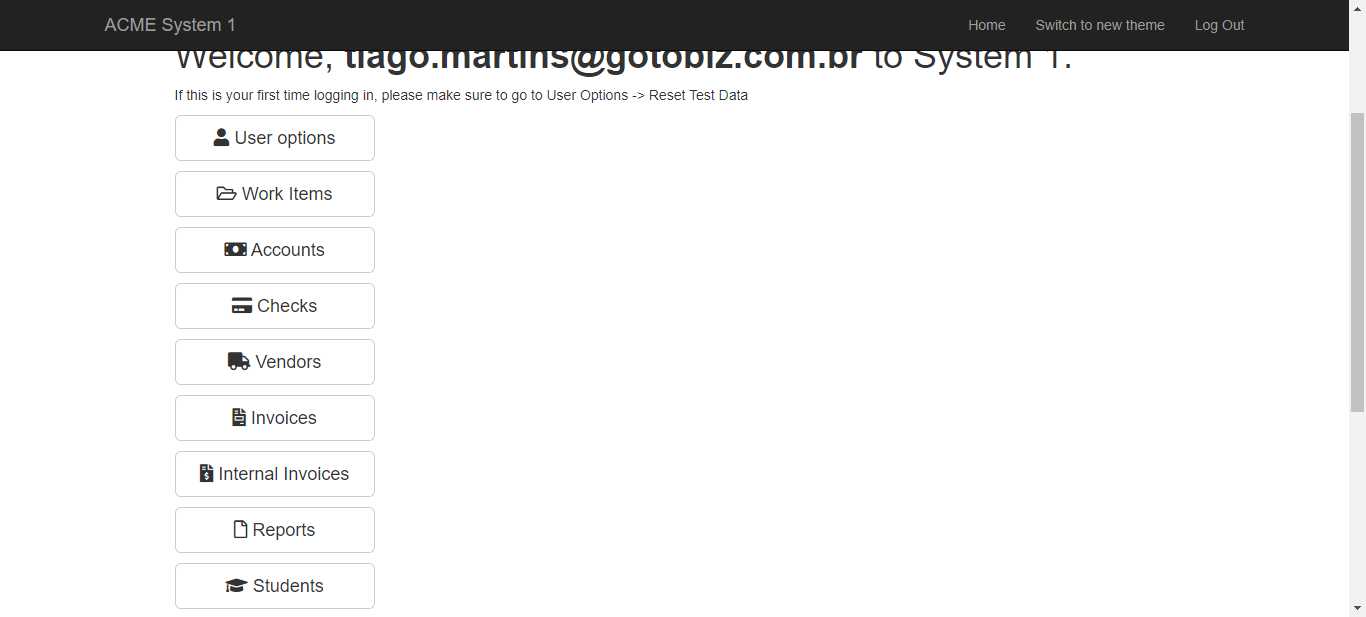 ACME System 1
Home
Switch to new theme
Log Out
Welcome, tiago.martins@gotobiz.com.br to System 1.
If this is your first time logging in, please make sure to go to User Options -> Reset Test Data
User options
Work Items
Accounts
Checks
Vendors
Invoices
Internal Invoices
Reports
Students